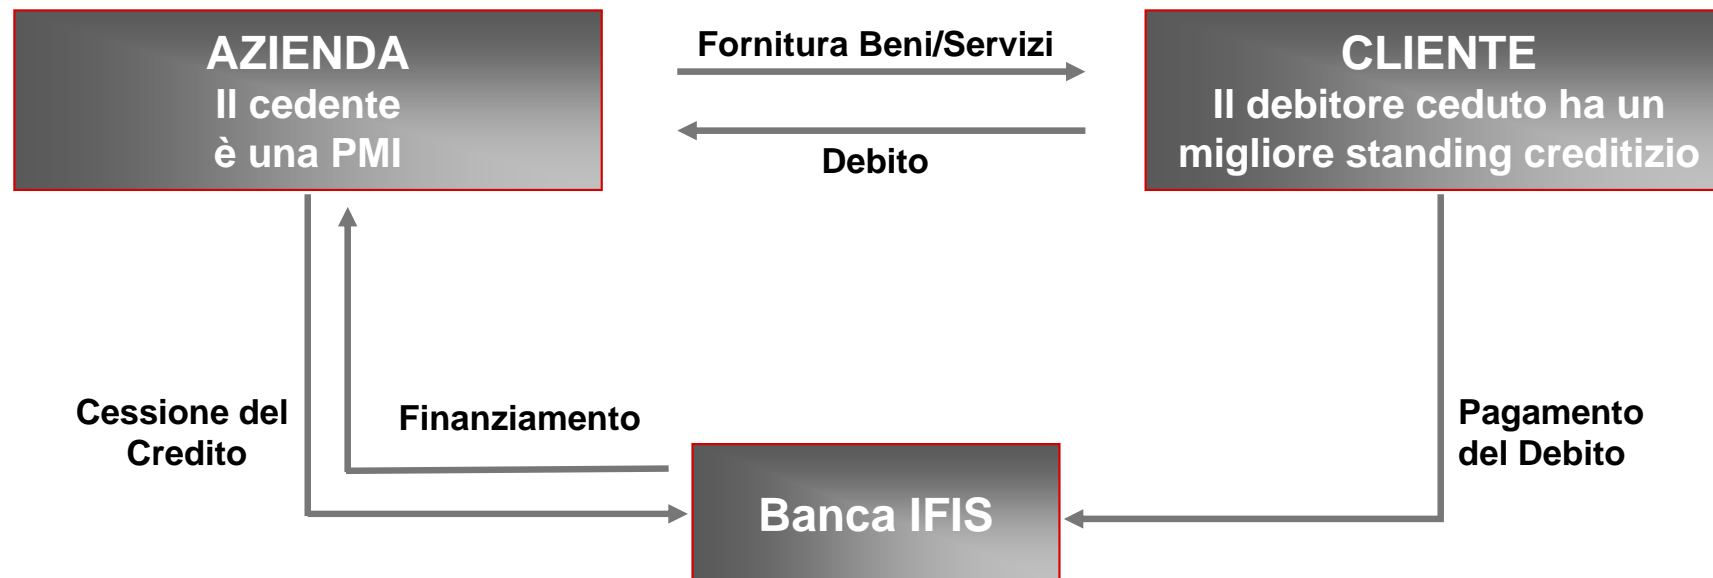 AZIENDA
Il cedente
è una PMI
Fornitura Beni/Servizi
Debito
CLIENTE
Il debitore ceduto ha un
migliore standing creditizio
Cessione del
Credito
Finanziamento
Pagamento
del Debito
Banca IFIS